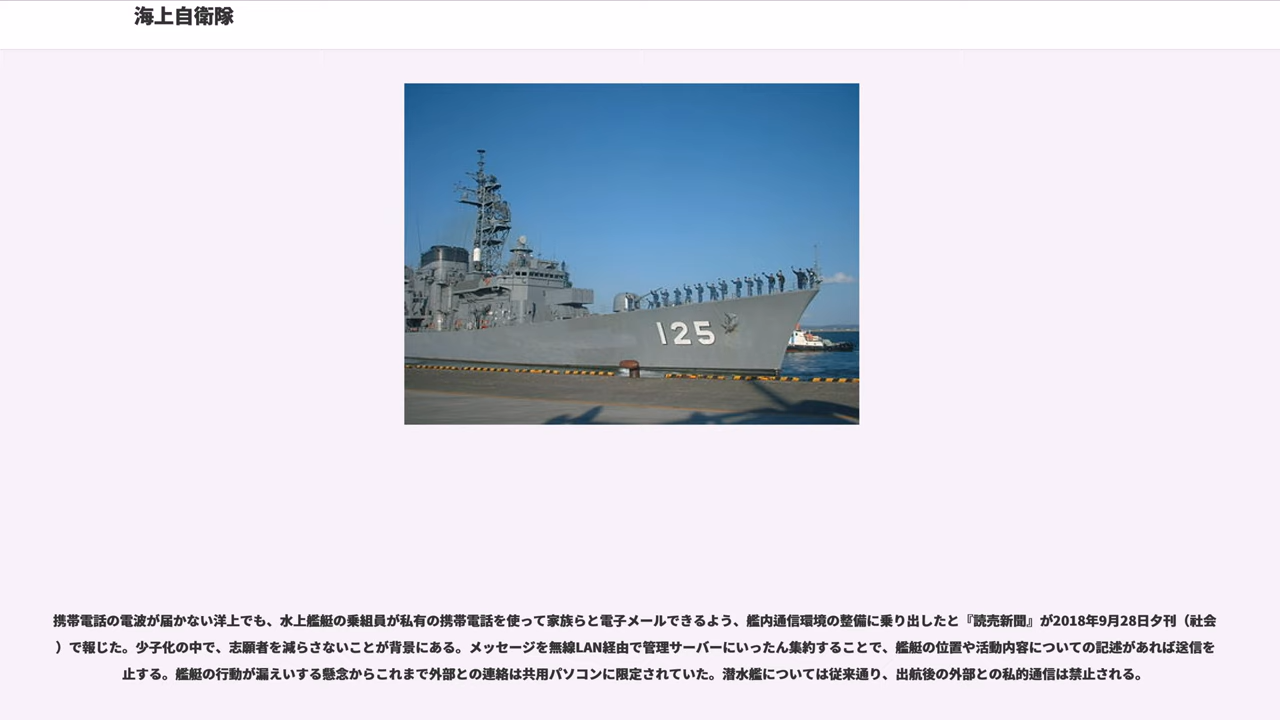 海上自衛隊
125
携帯電話の電波が届かない洋上でも、水上艦艇の乗組員が私有の携帯電話を使って家族らと電子メールできるよう、艦内通信環境の整備に乗り出したと『読売新聞』が2018年9月28日夕刊（社会
）で報じた。少子化の中で、志願者を減らさないことが背景にある。メッセージを無線LAN経由で管理サーバーにいったん集約することで、艦艇の位置や活動内容についての記述があれば送信を
止する。艦艇の行動が漏えいする懸念からこれまで外部との連絡は共用パソコンに限定されていた。潜水艦については従来通り、出航後の外部との私的通信は禁止される。